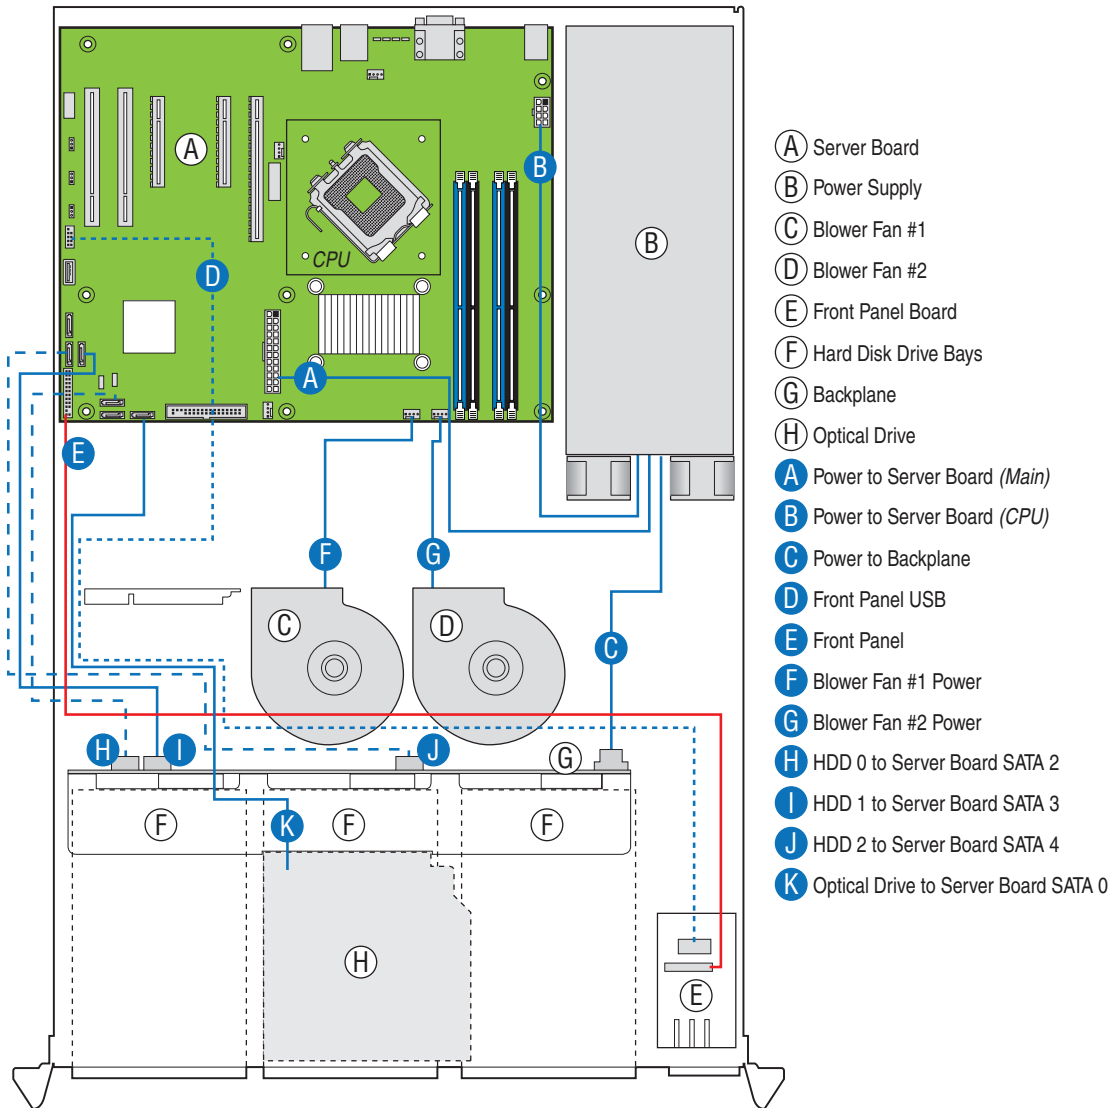 A
B
B
D
CPU
A
E
F
G
C
D
C
H
I
J
G
F
F
F
K
H
E
A Server Board
B Power Supply
C Blower Fan #1
D Blower Fan #2
E Front Panel Board
F Hard Disk Drive Bays
G Backplane
H Optical Drive
A Power to Server Board (Main)
B Power to Server Board (CPU)
C Power to Backplane
D Front Panel USB
E Front Panel
F Blower Fan #1 Power
G Blower Fan #2 Power
H HDD 0 to Server Board SATA 2
I HDD 1 to Server Board SATA 3
J HDD 2 to Server Board SATA 4
K Optical Drive to Server Board SATA 0